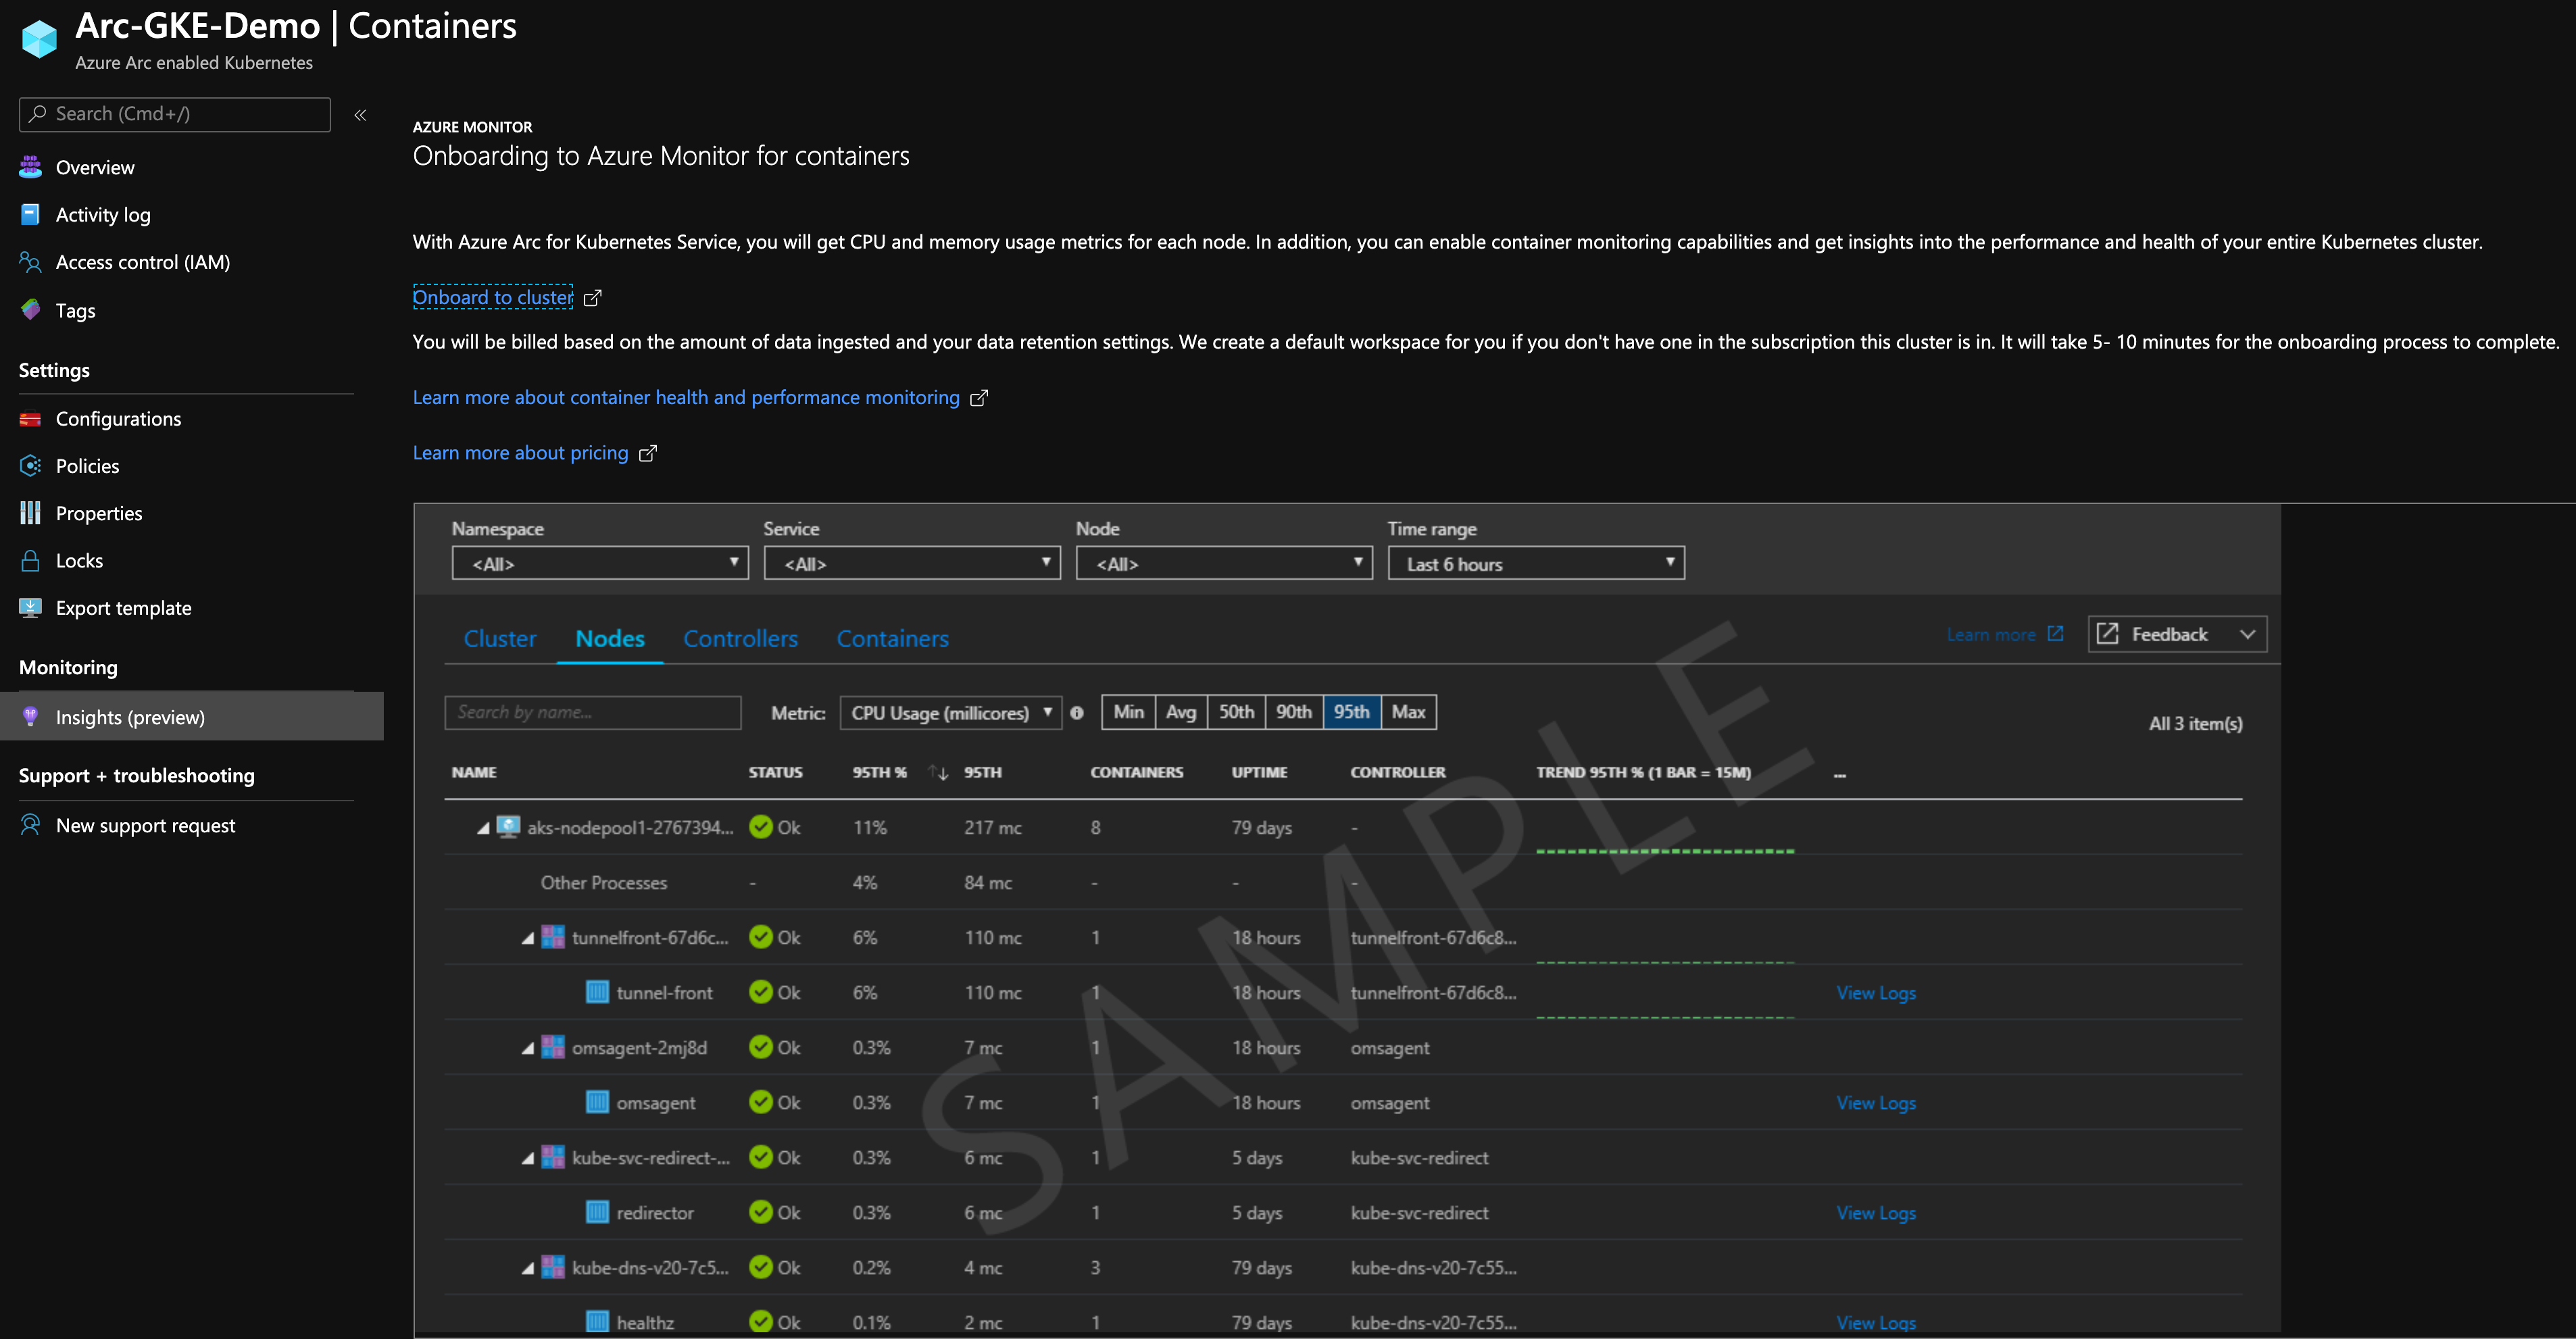 Arc-GKE-Demo | Containers
Azure Arc enabled Kubernetes
Search (Cmd+/)
«
Overview
Activity log
Access control (IAM)
Tags
Settings
Configurations
Policies
Properties
Locks
Export template
Monitoring
Insights (preview)
Support + troubleshooting
New support request
AZURE MONITOR
Onboarding to Azure Monitor for containers
With Azure Arc for Kubernetes Service, you will get CPU and memory usage metrics for each node. In addition, you can enable container monitoring capabilities and get insights into the performance and health of your entire Kubernetes cluster.
Onboard to cluster
You will be billed based on the amount of data ingested and your data retention settings. We create a default workspace for you if you don't have one in the subscription this cluster is in. It will take 5- 10 minutes for the onboarding process to complete.
Learn more about container health and performance monitoring
Learn more about pricing
Namespace Service Node Time range
<All> <All> <All> Last 6 hours
Cluster Nodes Controllers Containers Learn more Feedback
Search by name... Metric: CPU Usage (millicores) Min Avg 50th 90th 95th Max
All 3 item(s)
NAME STATUS 95TH % ↑↓ 95TH CONTAINERS UPTIME CONTROLLER TREND 95TH % (1 BAR = 15M) ...
aks-nodepool1-2767394... Ok 11% 217 mc 8 79 days -
Other Processes - 4% 84 mc - - -
tunnelfront-67d6c... Ok 6% 110 mc 1 18 hours tunnelfront-67d6c8...
tunnel-front Ok 6% 110 mc 1 18 hours tunnelfront-67d6c8... View Logs
omsagent-2mj8d Ok 0.3% 7 mc 1 18 hours omsagent
omsagent Ok 0.3% 7 mc 1 18 hours omsagent View Logs
kube-svc-redirect-... Ok 0.3% 6 mc 1 5 days kube-svc-redirect
redirector Ok 0.3% 6 mc 1 5 days kube-svc-redirect View Logs
kube-dns-v20-7c5... Ok 0.2% 4 mc 3 79 days kube-dns-v20-7c55...
healthz Ok 0.1% 2 mc 1 79 days kube-dns-v20-7c55... View Logs
SAMPLE